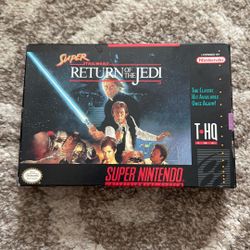 SUPER
STAR WARS
RETURN OF THE JEDI
LICENSED BY
Nintendo
THE CLASSIC
HIT AVAILABLE
ONCE AGAIN!
T•HQ
INC.
SUPER NINTENDO
ENTERTAINMENT SYSTEM